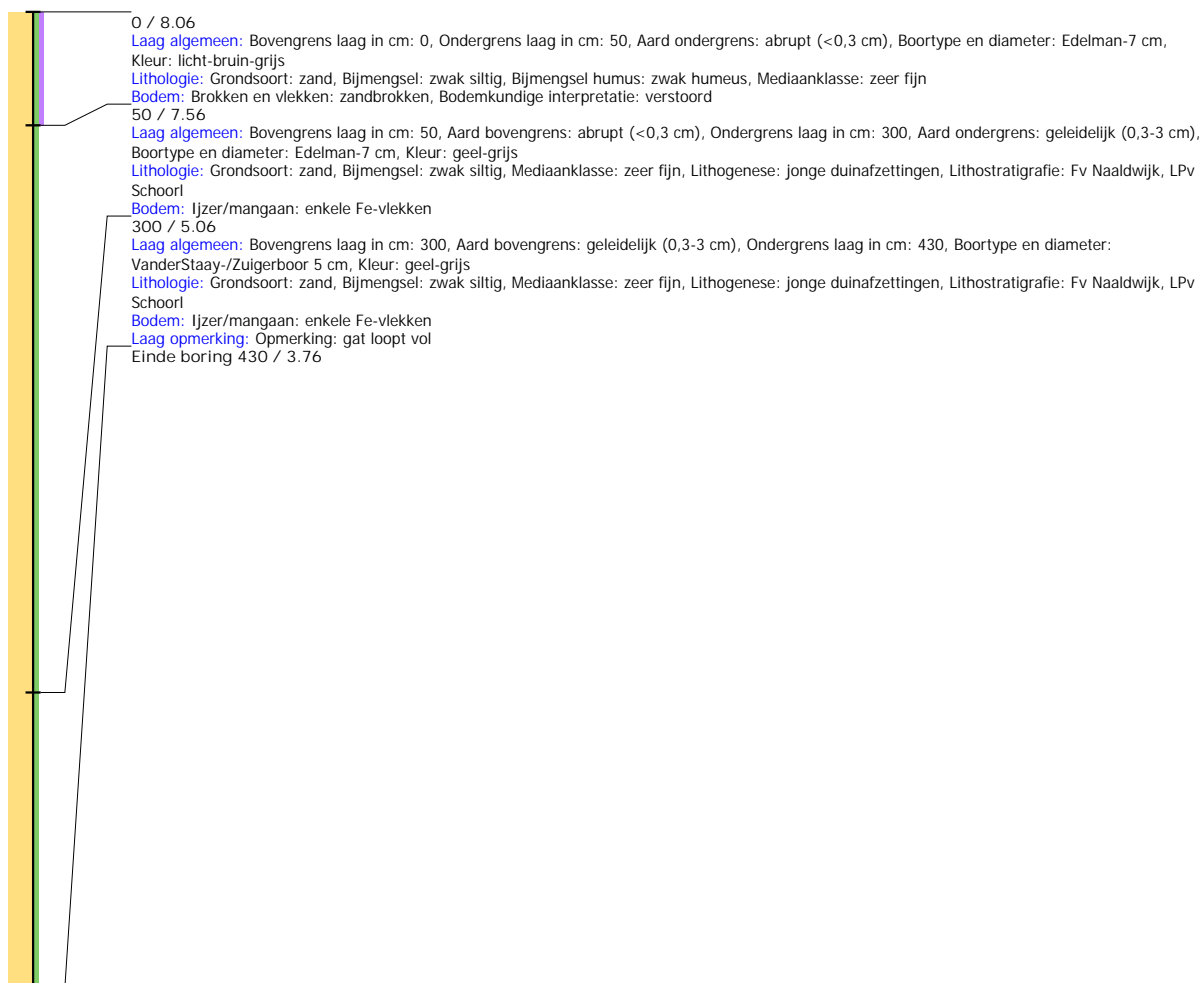 0 / 8.06
Laag algemeen: Bovengrens laag in cm: 0, Ondergrens laag in cm: 50, Aard ondergrens: abrupt (<0,3 cm), Boortype en diameter: Edelman-7 cm,
Kleur: licht-bruin-grijs
Lithologie: Grondsoort: zand, Bijmengsel: zwak siltig, Bijmengsel humus: zwak humeus, Mediaanklasse: zeer fijn
Bodem: Brokken en vlekken: zandbrokken, Bodemkundige interpretatie: verstoord
50 / 7.56
Laag algemeen: Bovengrens laag in cm: 50, Aard bovengrens: abrupt (<0,3 cm), Ondergrens laag in cm: 300, Aard ondergrens: geleidelijk (0,3-3 cm),
Boortype en diameter: Edelman-7 cm, Kleur: geel-grijs
Lithologie: Grondsoort: zand, Bijmengsel: zwak siltig, Mediaanklasse: zeer fijn, Lithogenese: jonge duinafzettingen, Lithostratigrafie: Fv Naaldwijk, LPv
Schoorl
Bodem: Ijzer/mangaan: enkele Fe-vlekken
300 / 5.06
Laag algemeen: Bovengrens laag in cm: 300, Aard bovengrens: geleidelijk (0,3-3 cm), Ondergrens laag in cm: 430, Boortype en diameter:
VanderStaay-/Zuigerboor 5 cm, Kleur: geel-grijs
Lithologie: Grondsoort: zand, Bijmengsel: zwak siltig, Mediaanklasse: zeer fijn, Lithogenese: jonge duinafzettingen, Lithostratigrafie: Fv Naaldwijk, LPv
Schoorl
Bodem: Ijzer/mangaan: enkele Fe-vlekken
Laag opmerking: Opmerking: gat loopt vol
Einde boring 430 / 3.76